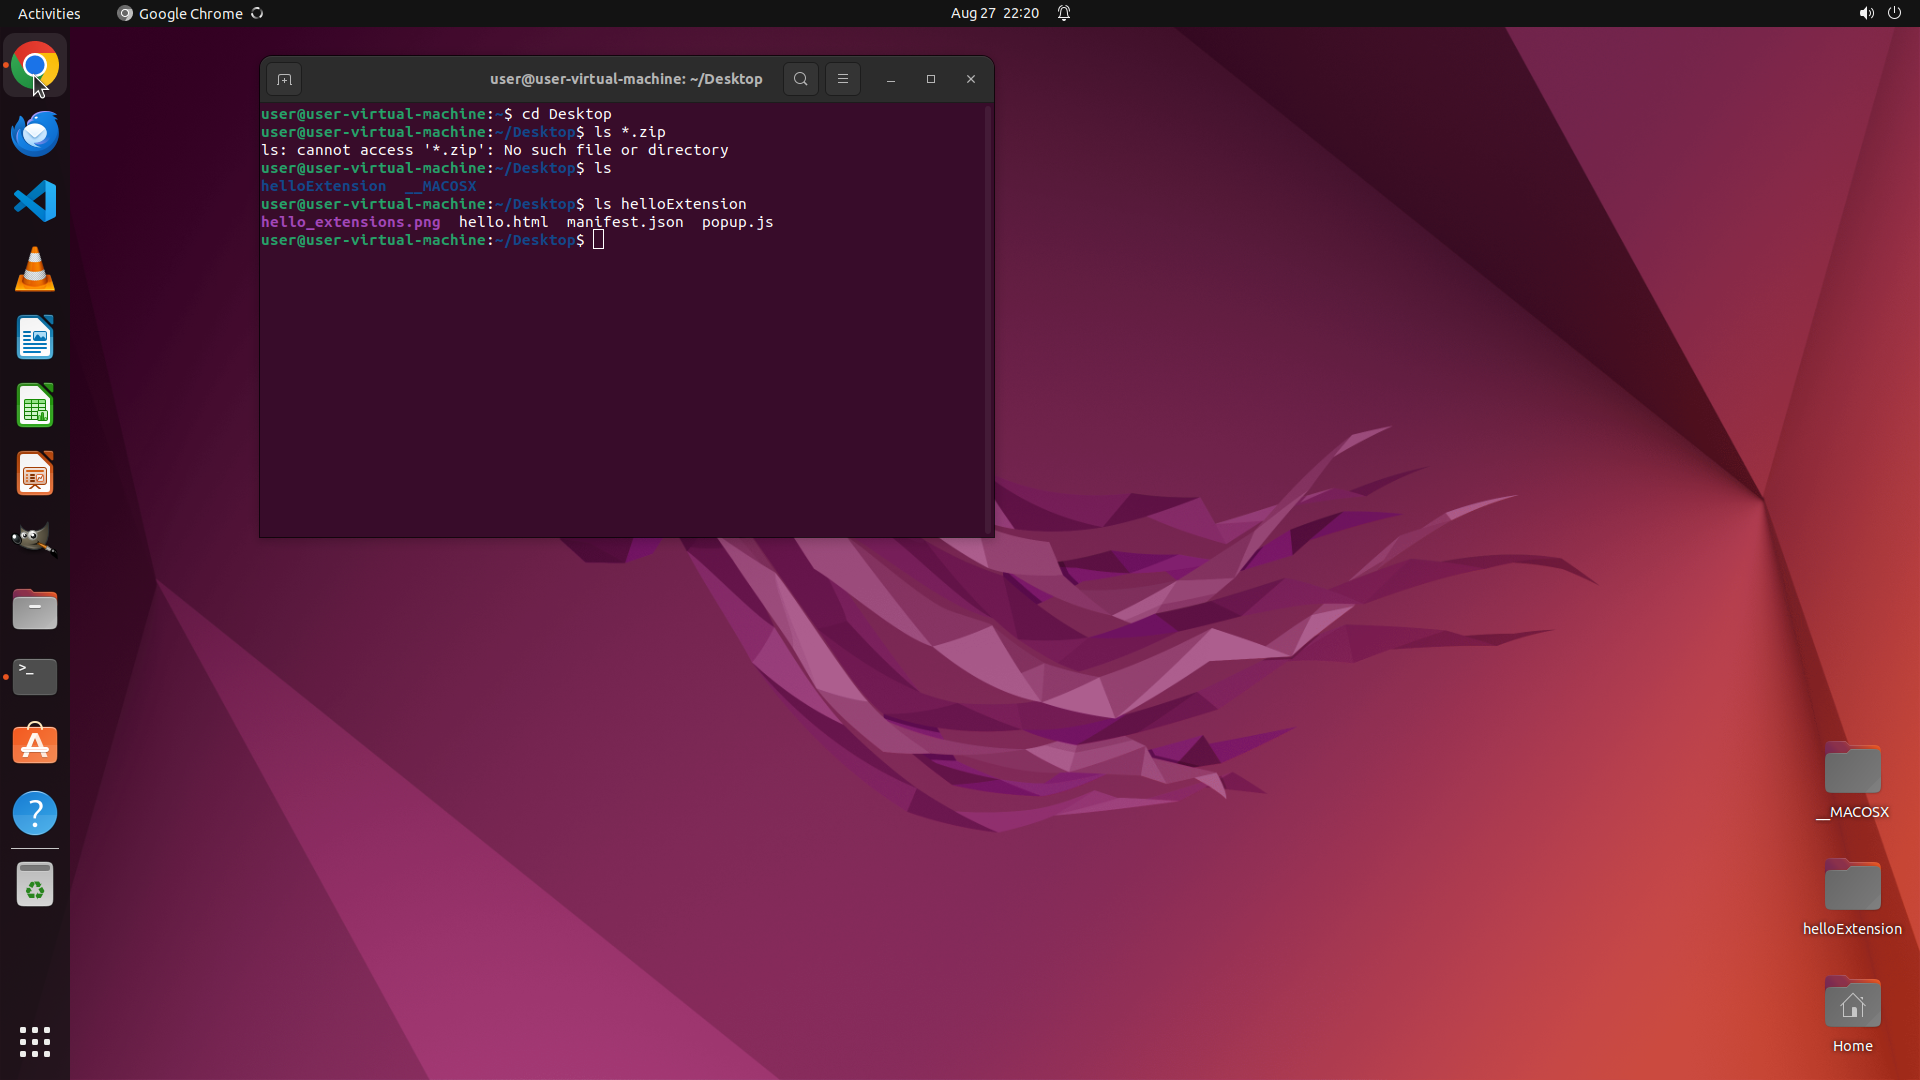 Activities
Google Chrome
Aug 27 22:20
user@user-virtual-machine: ~/Desktop
user@user-virtual-machine:~$ cd Desktop
user@user-virtual-machine:~/Desktop$ ls *.zip
ls: cannot access '*.zip': No such file or directory
user@user-virtual-machine:~/Desktop$ ls
helloExtension  __MACOSX
user@user-virtual-machine:~/Desktop$ ls helloExtension
hello_extensions.png  hello.html  manifest.json  popup.js
user@user-virtual-machine:~/Desktop$
__MACOSX
helloExtension
Home